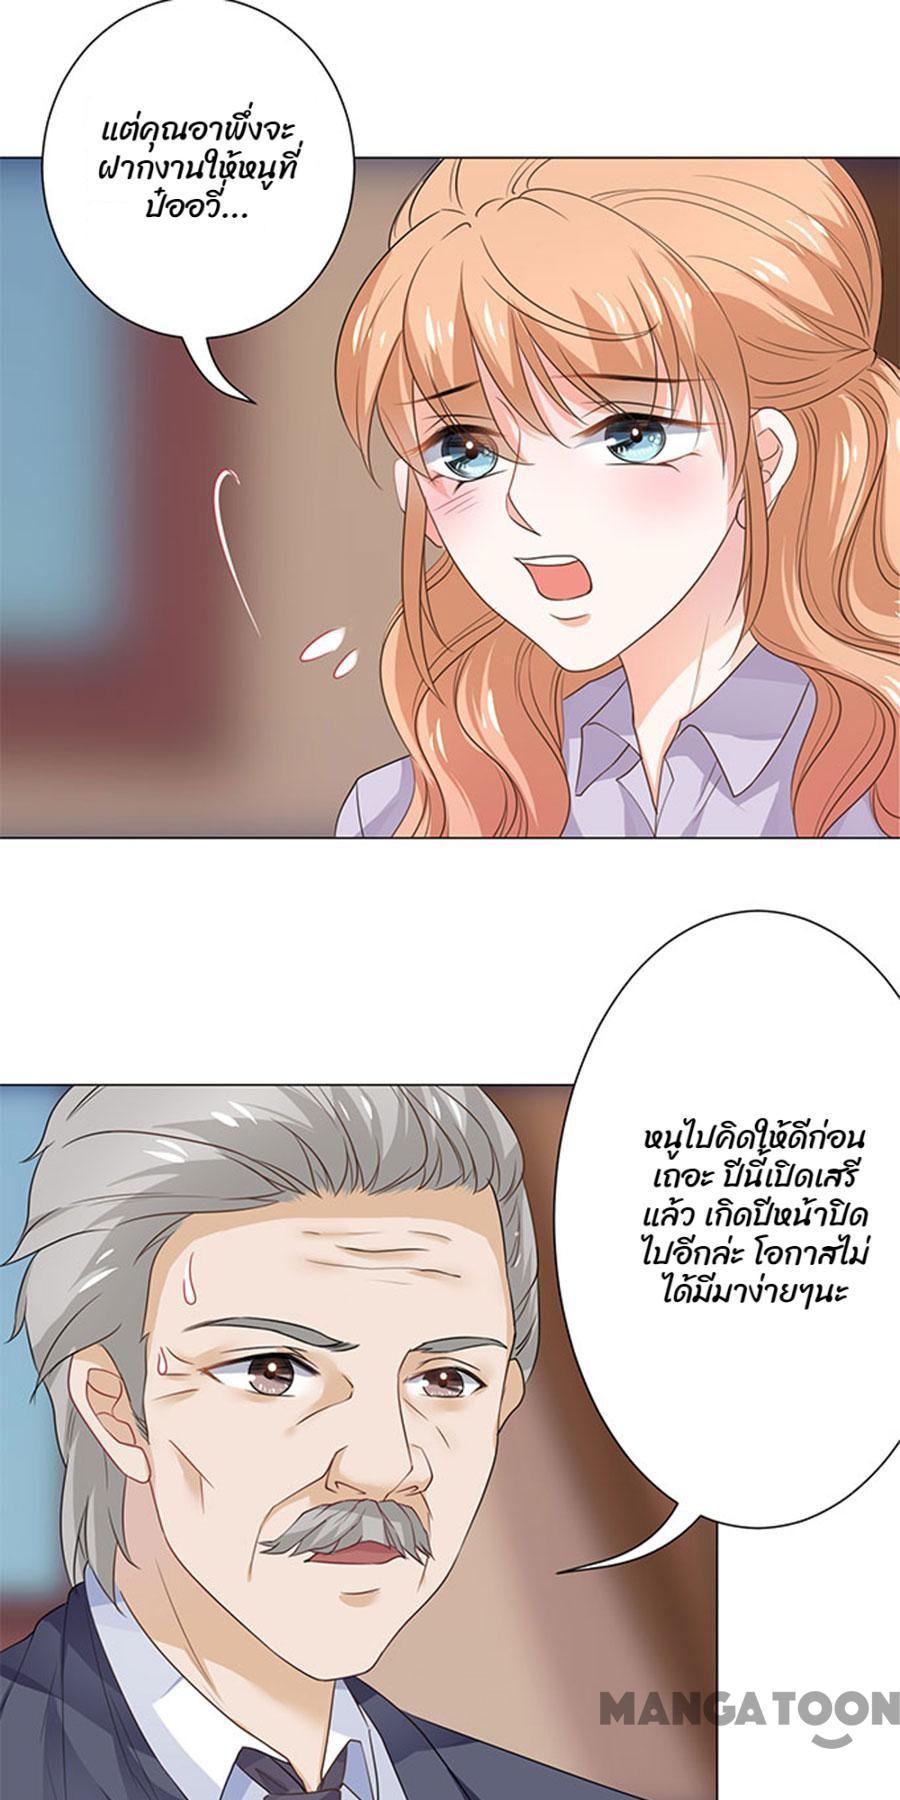 แต่คุณอาพึ่งจะ
ฝากงานให้หนูที่
ป๋ออวี่...
หนูไปคิดให้ดีก่อน
เถอะ ปีนี้เปิดเสรี
แล้ว เกิดปีหน้าปิด
ไปอีกล่ะ โอกาสไม่
ได้มีมาง่ายๆนะ
MANGATOON